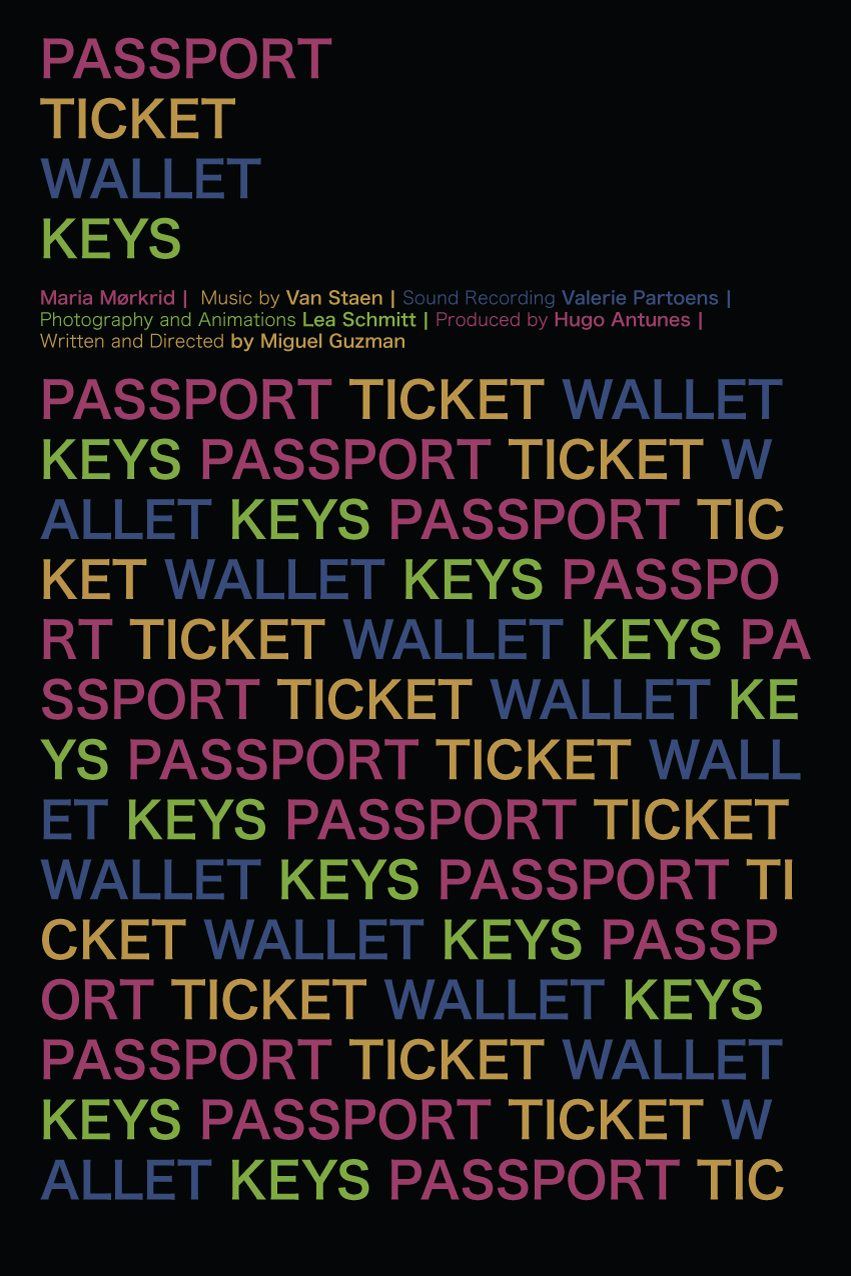 PASSPORT
TICKET
WALLET
KEYS
Maria Mørkrid | Music by Van Staen | Sound Recording Valerie Partoens |
Photography and Animations Lea Schmitt | Produced by Hugo Antunes |
Written and Directed by Miguel Guzman
PASSPORT TICKET WALLET
KEYS PASSPORT TICKET W
ALLET KEYS PASSPORT TIC
KET WALLET KEYS PASSPO
RT TICKET WALLET KEYS PA
SSPORT TICKET WALLET KE
YS PASSPORT TICKET WALL
ET KEYS PASSPORT TICKET
WALLET KEYS PASSPORT TI
CKET WALLET KEYS PASSP
ORT TICKET WALLET KEYS
PASSPORT TICKET WALLET
KEYS PASSPORT TICKET W
ALLET KEYS PASSPORT TIC